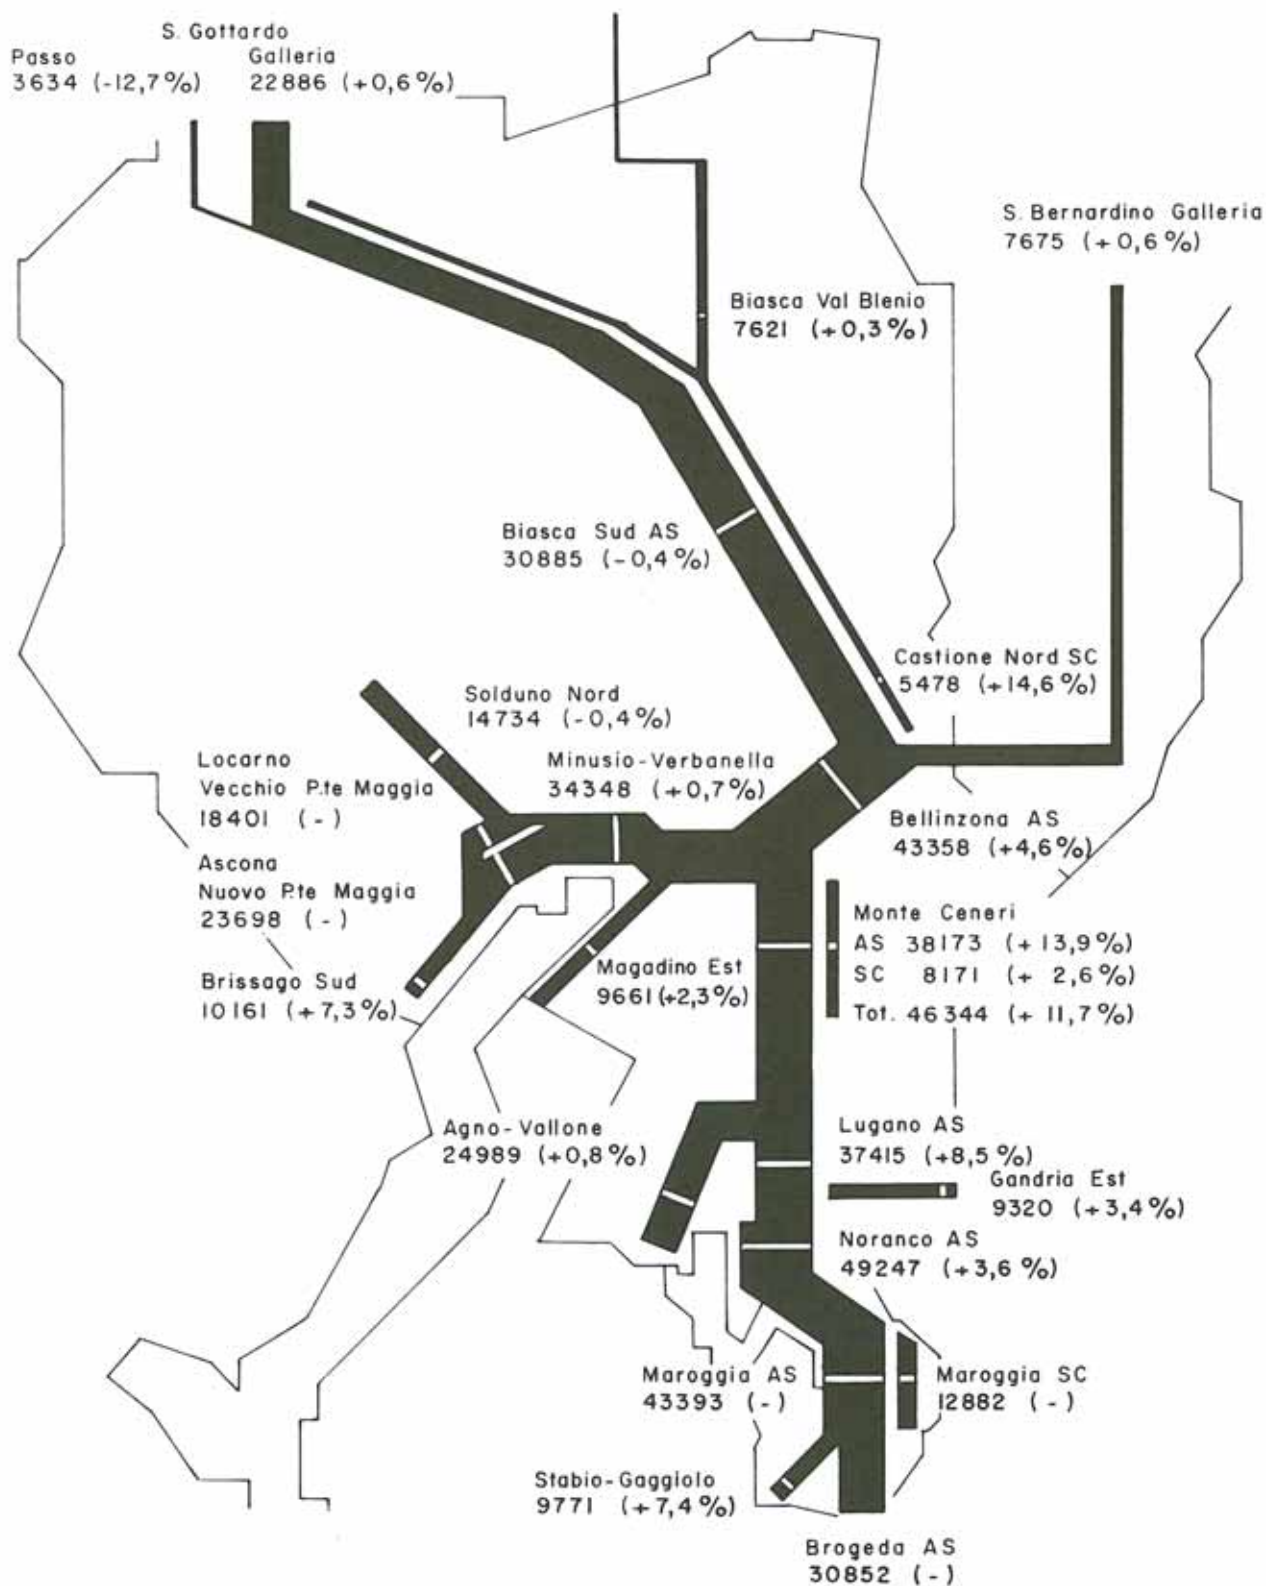 S. Gottardo
Passo
3634 (-12,7%)
Galleria
22886 (+0,6%)
S. Bernardino Galleria
7675 (+0,6%)
Biasca Val Blenio
7621 (+0,3%)
Biasca Sud AS
30885 (-0,4%)
Castione Nord SC
5478 (+14,6%)
Solduno Nord
14734 (-0,4%)
Locarno
Vecchio P.te Maggia
18401 (-)
Minusio-Verbanella
34348 (+0,7%)
Bellinzona AS
43358 (+4,6%)
Ascona
Nuovo P.te Maggia
23698 (-)
Monte Ceneri
AS 38173 (+13,9%)
SC 8171 (+ 2,6%)
Tot. 46344 (+ 11,7%)
Brissago Sud
10161 (+7,3%)
Magadino Est
9661 (+2,3%)
Agno-Vallone
24989 (+0,8%)
Lugano AS
37415 (+8,5%)
Gandria Est
9320 (+3,4%)
Noranco AS
49247 (+3,6%)
Maroggia AS
43393 (-)
Maroggia SC
12882 (-)
Stabio-Gaggiolo
9771 (+7,4%)
Brogeda AS
30852 (-)